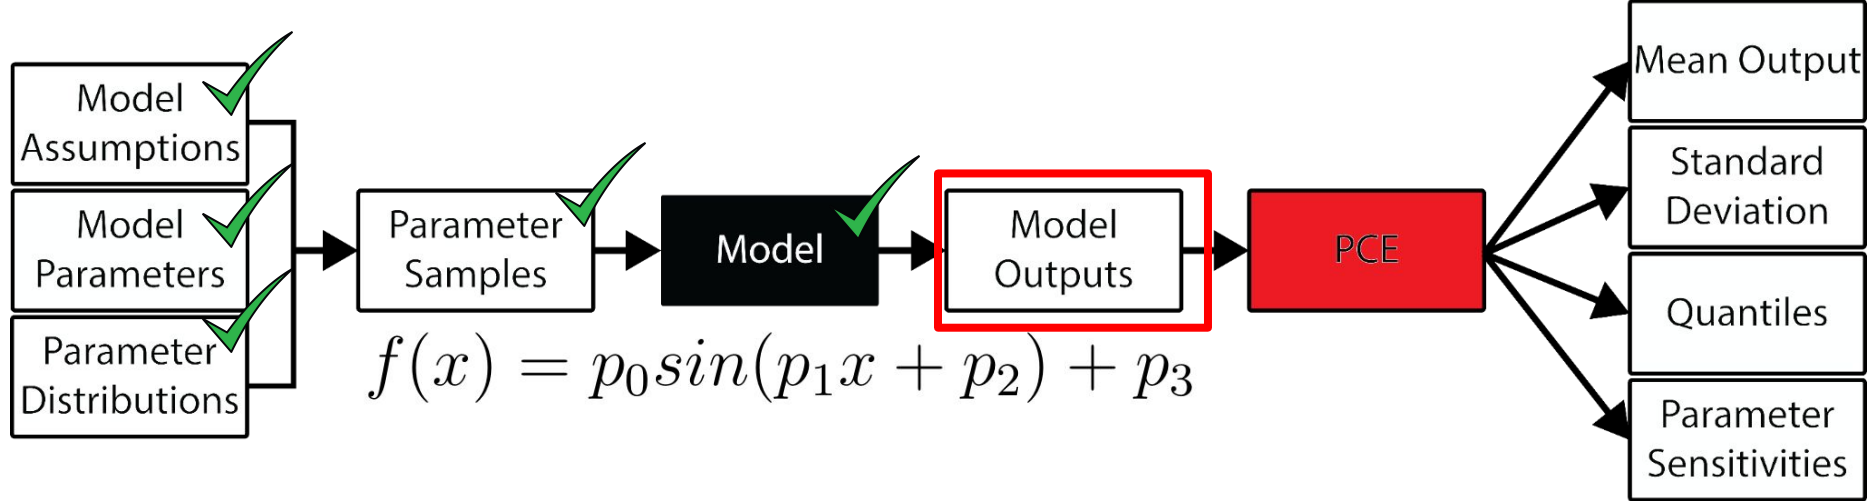 Model
Assumptions
Model
Parameters
Parameter
Distributions
Parameter
Samples
Model
Model
Outputs
PCE
f(x) = p₀sin(p₁x + p₂) + p₃
Mean Output
Standard
Deviation
Quantiles
Parameter
Sensitivities